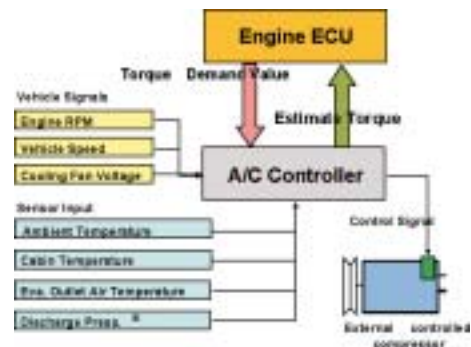 Engine ECU
Torque Demand Value
Vehicle Signals
Engine RPM
Estimate Torque
Vehicle Speed
Cooling Fan Voltage
A/C Controller
Sensor Input
Ambient Temperature
Control Signal
Cabin Temperature
Eva. Outlet Air Temperature
Discharge Press.
External controlled
compressor